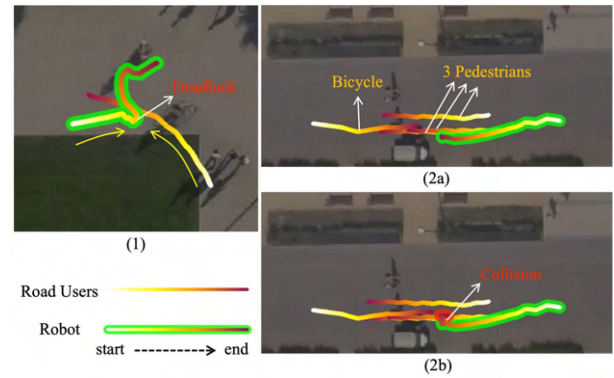 Deadlock
(1)
Bicycle
3 Pedestrians
(2a)
Collision
(2b)
Road Users
Robot
start
end